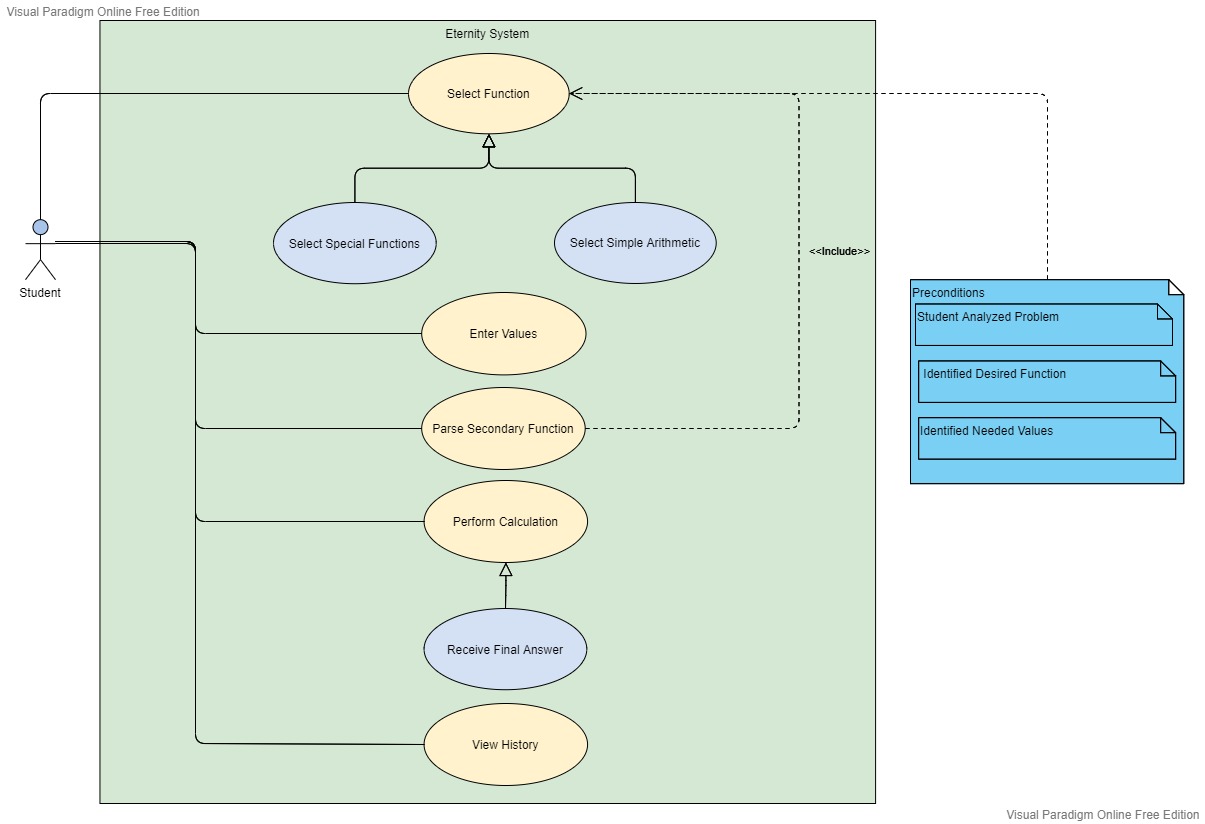 Visual Paradigm Online Free Edition
Eternity System
Select Function
Select Special Functions
Select Simple Arithmetic
<<Include>>
Student
Preconditions
Student Analyzed Problem
Identified Desired Function
Identified Needed Values
Enter Values
Parse Secondary Function
Perform Calculation
Receive Final Answer
View History
Visual Paradigm Online Free Edition